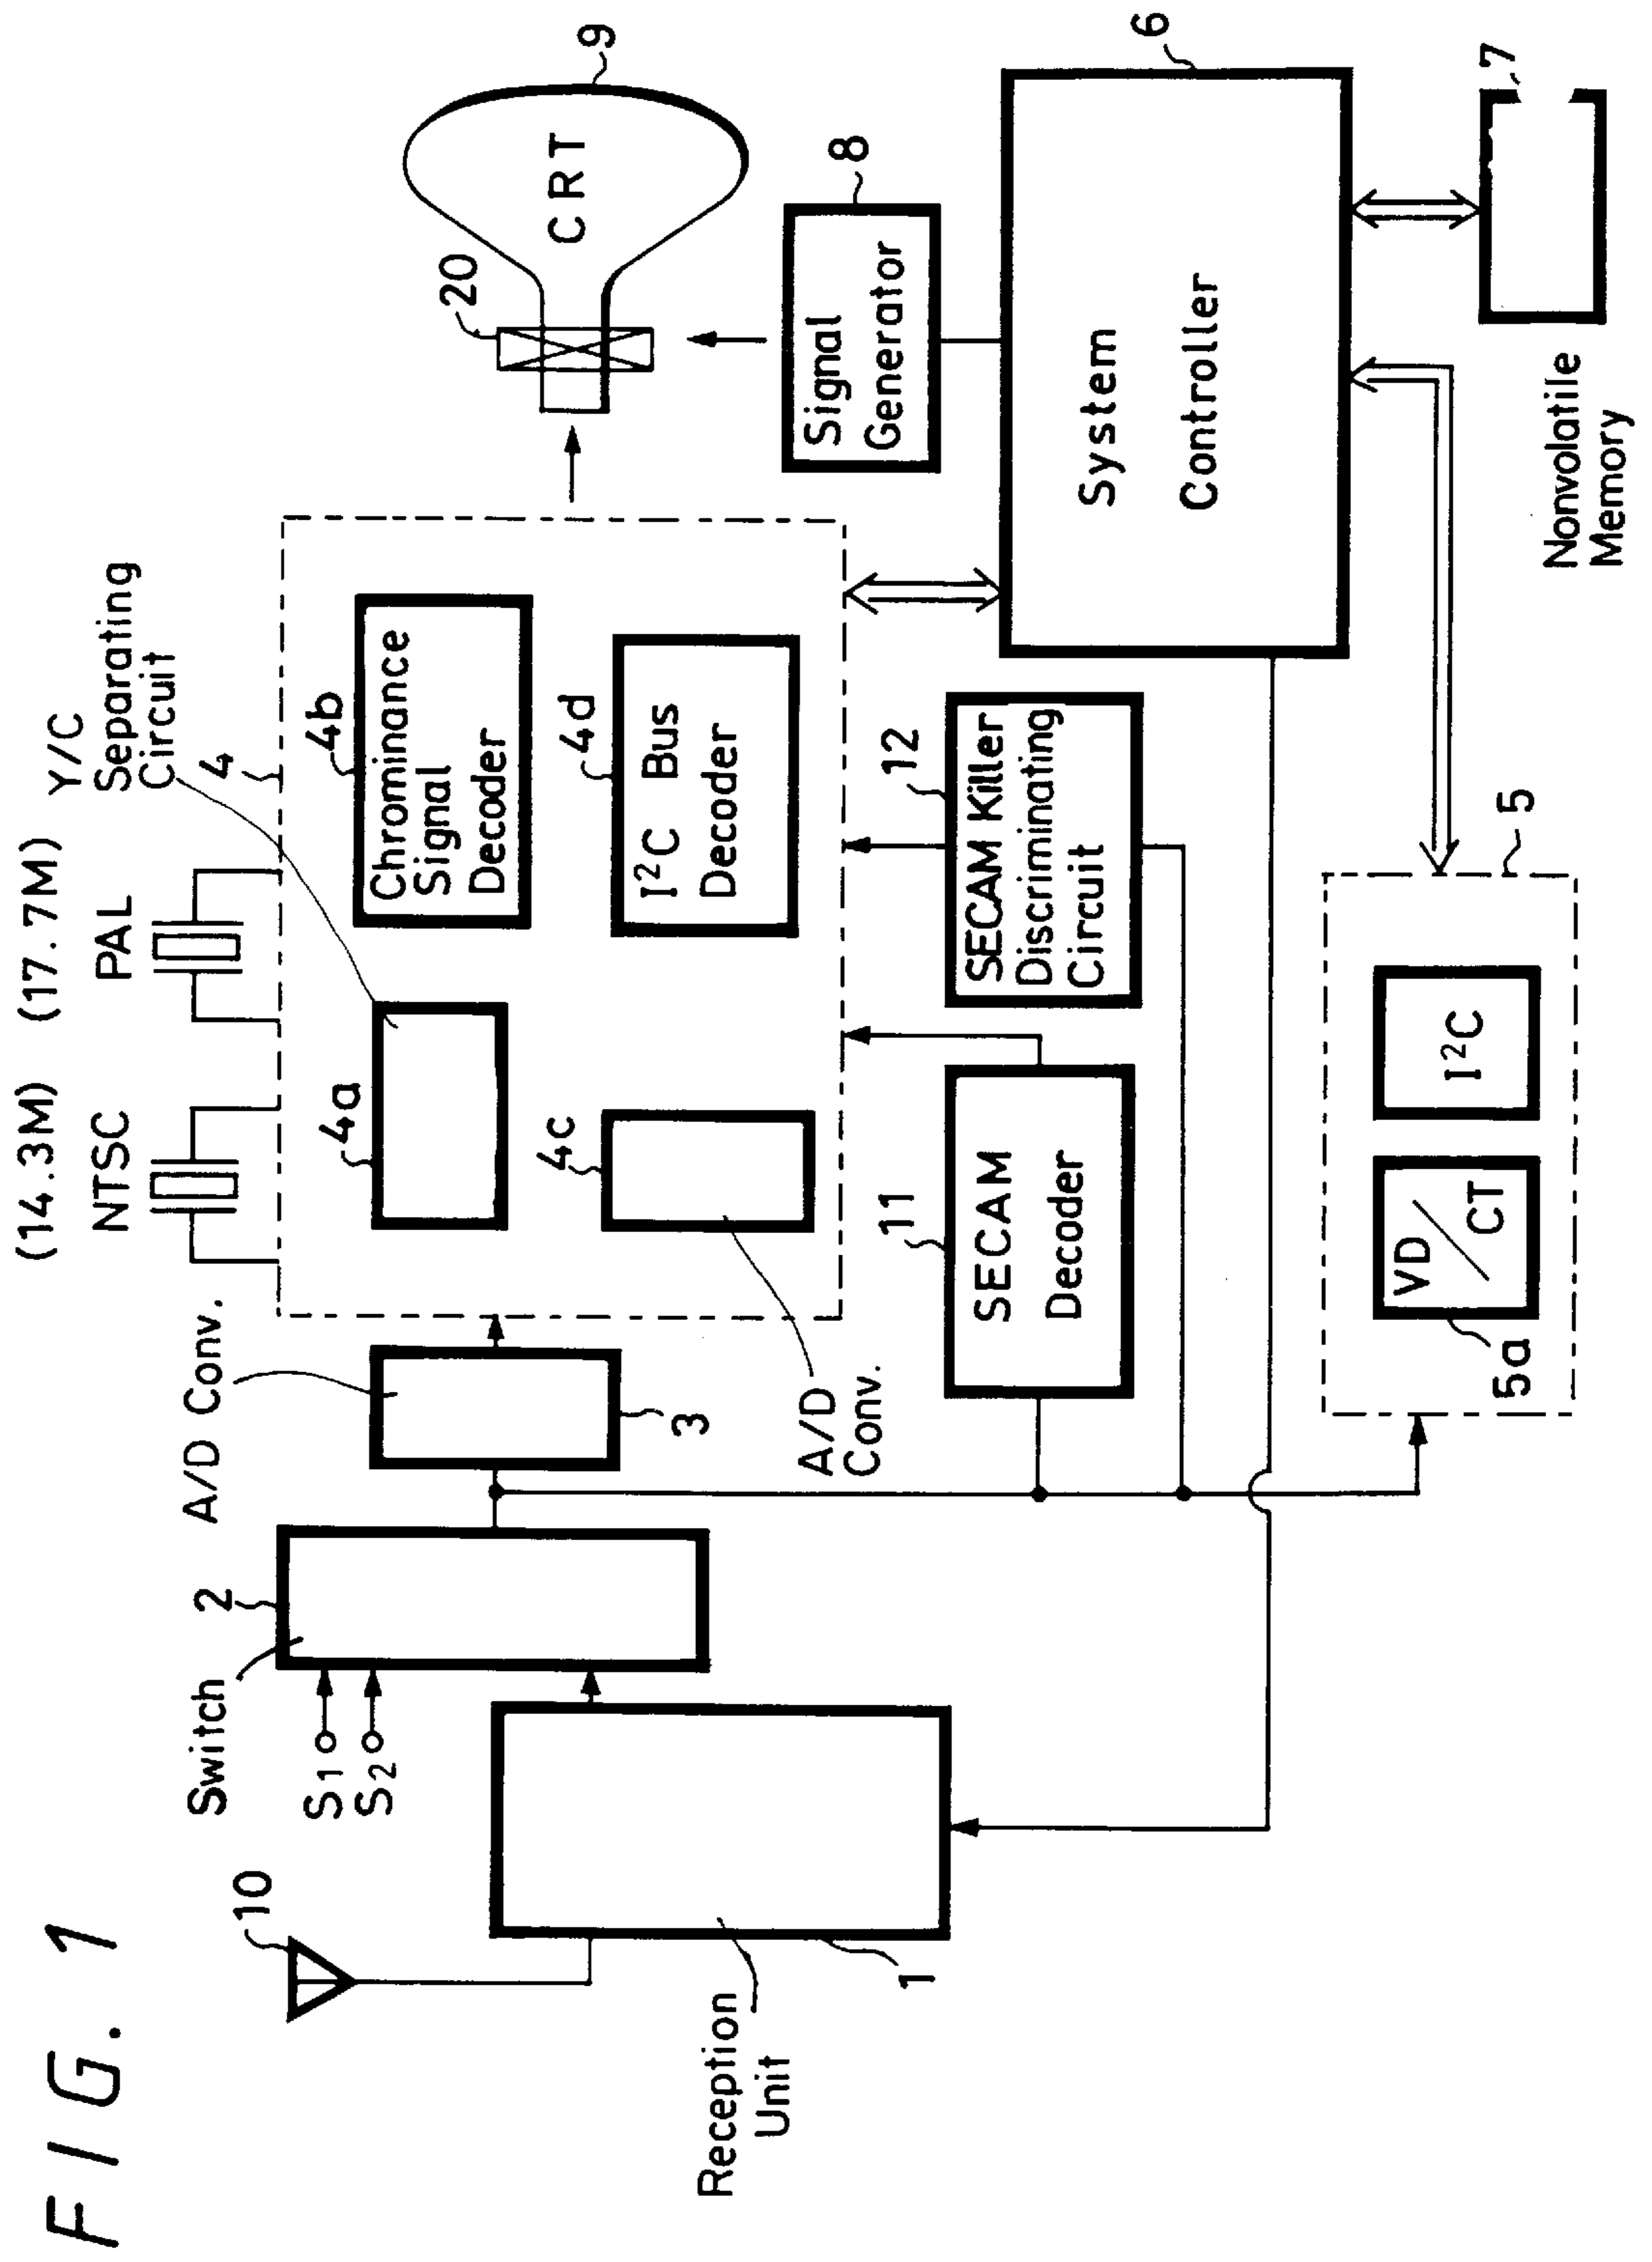 FIG. 1
(14.3M)
NTSC
(17.7M)
PAL
Y/C
Separating
Circuit
4
10
Switch
2
S1
S2
A/D Conv.
3
4a
4b
Chrominance
Signal
Decoder
4c
A/D
Conv.
4d
I²C Bus
Decoder
20
CRT
9
Reception
Unit
1
11
SECAM
Decoder
12
SECAM Killer
Discriminating
Circuit
Signal
Generator
8
System
Controller
6
5a
VD/CT
I²C
5
Nonvolatile
Memory
7